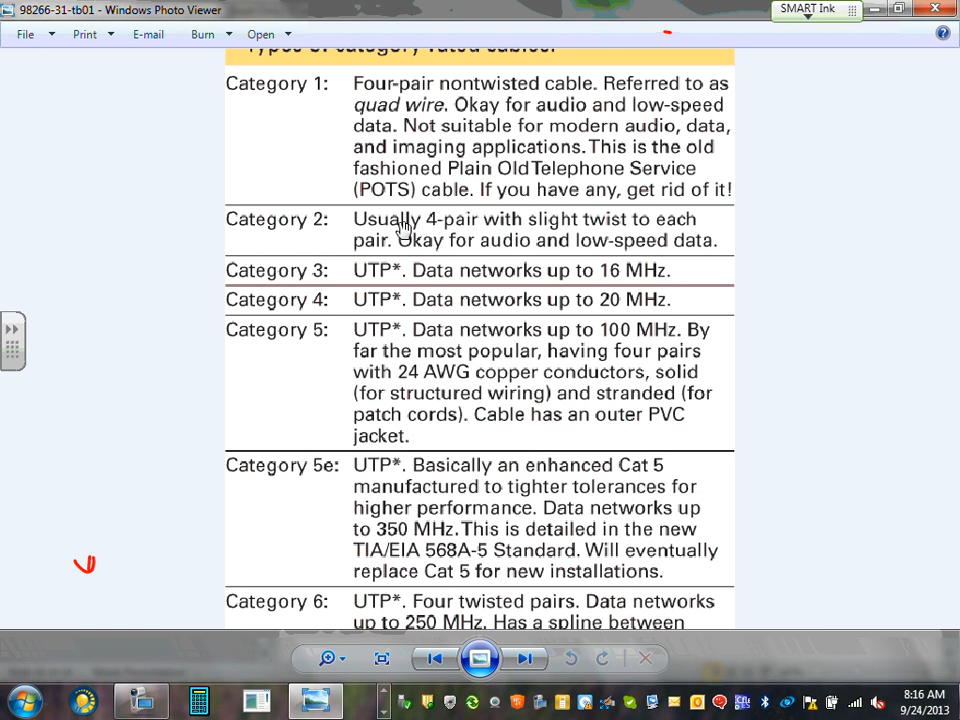 98266-31-tb01 - Windows Photo Viewer
SMART Ink
File Print E-mail Burn Open
Types of category rated cables.
Category 1: Four-pair nontwisted cable. Referred to as
quad wire. Okay for audio and low-speed
data. Not suitable for modern audio, data,
and imaging applications. This is the old
fashioned Plain Old Telephone Service
(POTS) cable. If you have any, get rid of it!
Category 2: Usually 4-pair with slight twist to each
pair. Okay for audio and low-speed data.
Category 3: UTP*. Data networks up to 16 MHz.
Category 4: UTP*. Data networks up to 20 MHz.
Category 5: UTP*. Data networks up to 100 MHz. By
far the most popular, having four pairs
with 24 AWG copper conductors, solid
(for structured wiring) and stranded (for
patch cords). Cable has an outer PVC
jacket.
Category 5e: UTP*. Basically an enhanced Cat 5
manufactured to tighter tolerances for
higher performance. Data networks up
to 350 MHz. This is detailed in the new
TIA/EIA 568A-5 Standard. Will eventually
replace Cat 5 for new installations.
Category 6: UTP*. Four twisted pairs. Data networks
up to 250 MHz. Has a spline between
8:16 AM
9/24/2013